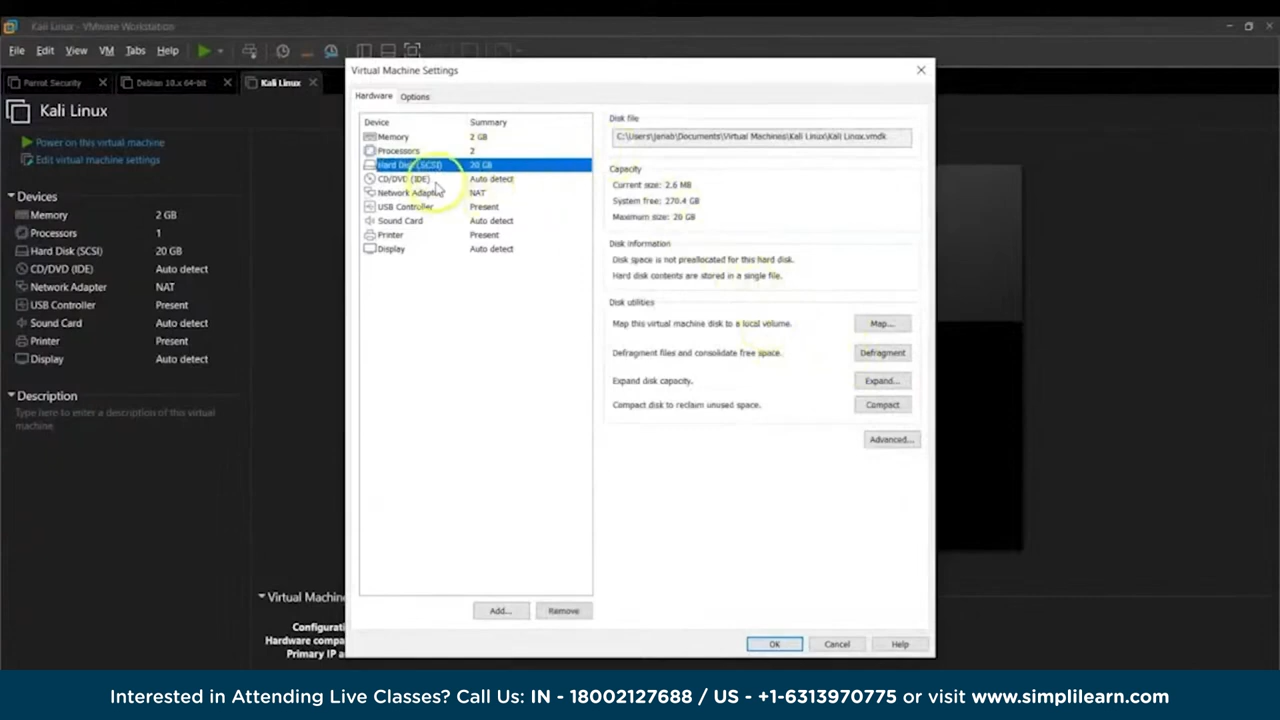 Kali Linux - VMware Workstation
File Edit View VM Tabs Help
Parrot Security Debian 10.x 64-bit Kali Linux
Kali Linux
Power on this virtual machine
Edit virtual machine settings
Devices
Memory 2 GB
Processors 1
Hard Disk (SCSI) 20 GB
CD/DVD (IDE) Auto detect
Network Adapter NAT
USB Controller Present
Sound Card Auto detect
Printer Present
Display Auto detect
Description
Type here to enter a description of this virtual
machine.
Virtual Machine Settings
Hardware Options
Device Summary
Memory 2 GB
Processors 2
Hard Disk (SCSI) 20 GB
CD/DVD (IDE) Auto detect
Network Adapter NAT
USB Controller Present
Sound Card Auto detect
Printer Present
Display Auto detect
Add... Remove
Disk file
C:\Users\Jenab\Documents\Virtual Machines\Kali Linux\Kali Linux.vmdk
Capacity
Current size: 2.6 MB
System free: 270.4 GB
Maximum size: 20 GB
Disk information
Disk space is not preallocated for this hard disk.
Hard disk contents are stored in a single file.
Disk utilities
Map this virtual machine disk to a local volume. Map...
Defragment files and consolidate free space. Defragment
Expand disk capacity. Expand...
Compact disk to reclaim unused space. Compact
Advanced...
OK Cancel Help
Virtual Machin
Configurati
Hardware compa
Primary IP a
Interested in Attending Live Classes? Call Us: IN - 18002127688 / US - +1-6313970775 or visit www.simplilearn.com